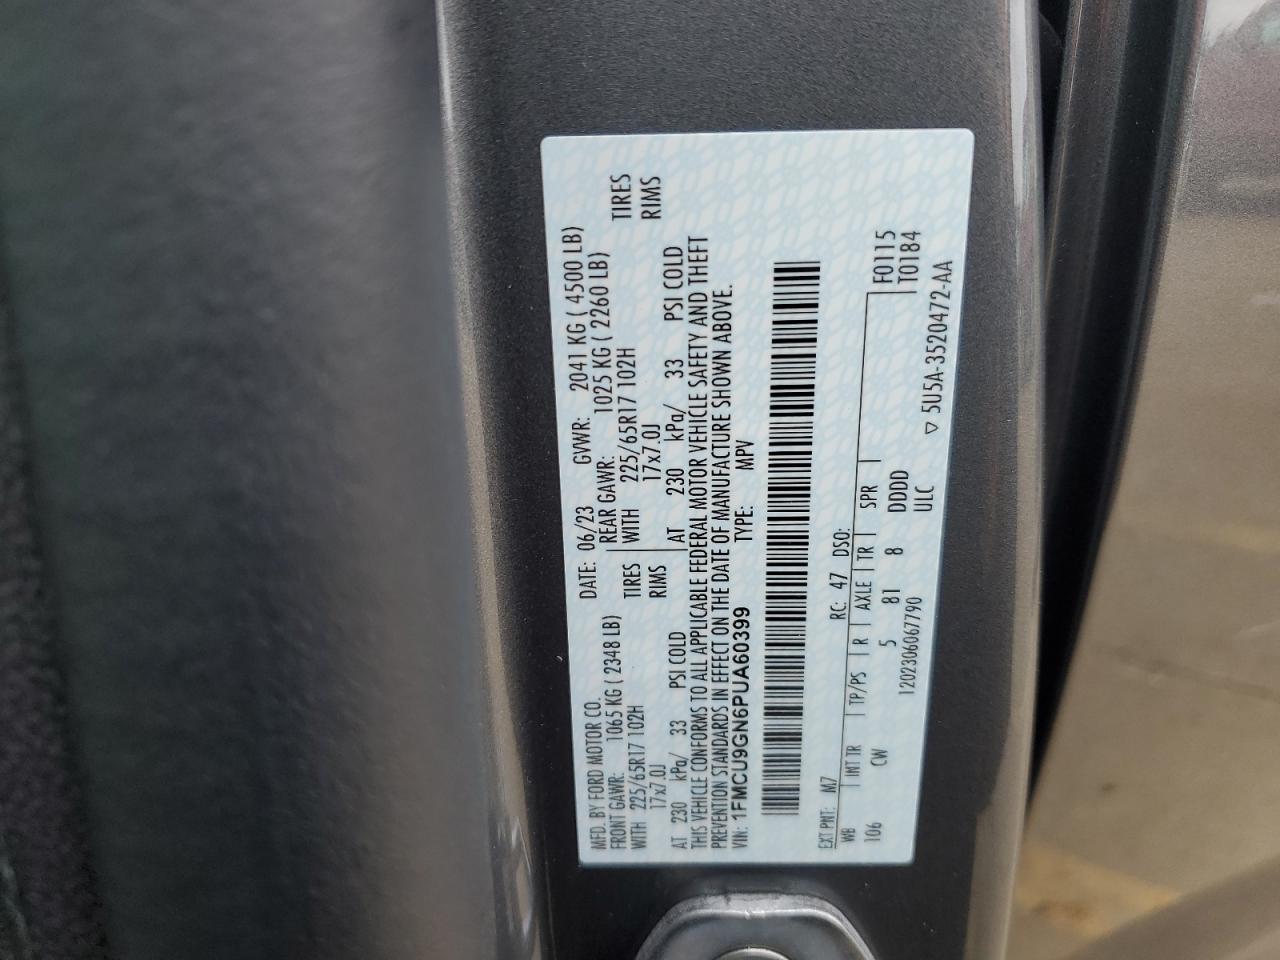 MFD. BY FORD MOTOR CO.
DATE: 06/23 GVWR: 2041 KG ( 4500 LB)
FRONT GAWR: 1065 KG ( 2348 LB) REAR GAWR: 1025 KG ( 2260 LB)
WITH 225/65R17 102H TIRES WITH 225/65R17 102H TIRES
17x7.0J RIMS 17x7.0J RIMS
AT 230 kPa/ 33 PSI COLD AT 230 kPa/ 33 PSI COLD
THIS VEHICLE CONFORMS TO ALL APPLICABLE FEDERAL MOTOR VEHICLE SAFETY AND THEFT
PREVENTION STANDARDS IN EFFECT ON THE DATE OF MANUFACTURE SHOWN ABOVE.
VIN: 1FMCU9GN6PUA60399 TYPE: MPV
EXT PNT: M7 RC: 47 DSO: F0115
WB INT TR TP/PS R AXLE TR SPR T01B4
106 CW 5 81 8 DDDD
ULC
1202306067790 ▽ 5U5A-3520472-AA